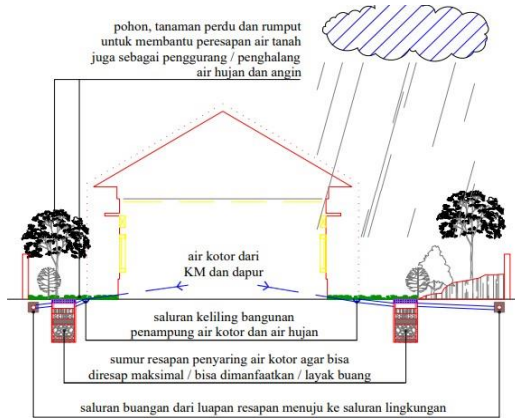 pohon, tanaman perdu dan rumput
untuk membantu peresapan air tanah
juga sebagai penggurang / penghalang
air hujan dan angin
air kotor dari
KM dan dapur
saluran keliling bangunan
penampung air kotor dan air hujan
sumur resapan penyaring air kotor agar bisa
diresap maksimal / bisa dimanfaatkan / layak buang
saluran buangan dari luapan resapan menuju ke saluran lingkungan